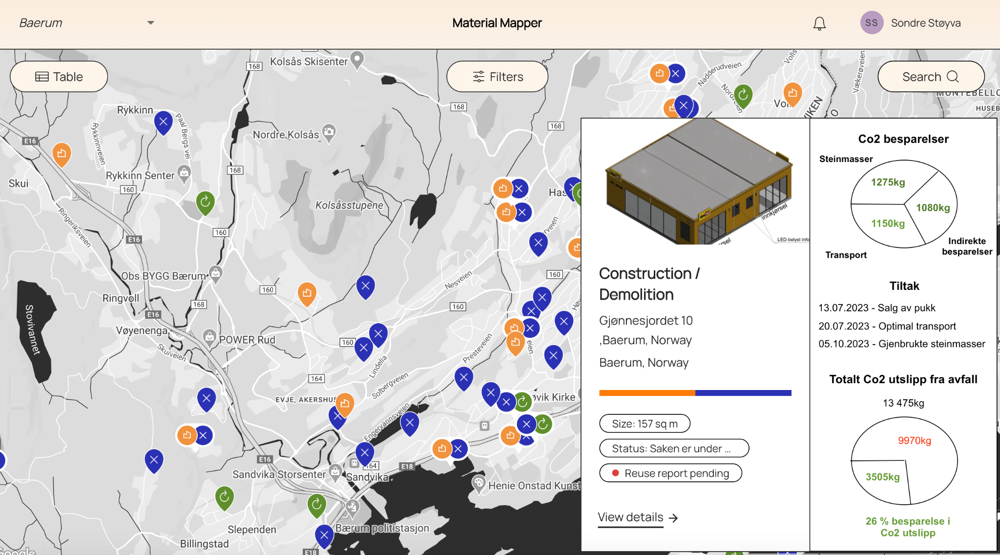 Baerum
Material Mapper
SS
Sondre Støyva
Table
Filters
Search
Kolsås Skisenter
168
Nadderudveien
Nordveien
Vækerøveien
MONTEBELLO
HUSEB
VIKEN
Rykkinn
Paal Bergs vei
Rykkinnveien
168
168
Nordre Kolsås
E16
Rykkinn Senter
168
Skui
160
Kolsåsstupene
Has
Ringeriksveien
160
E16
Obs BYGG Bærum
160
160
Nesveien
Ringvoll
168
160
E16
Stovivannet
Vøyenenga
POWER Rud
160
Skuiveien
Presteveien
eien
Lindelia
164
Solbergveien
EVJE, AKERSHUS
øvik Kirke
Engervannsveien
E16
164
E18
Sandvika Storsenter
Sandvika
Henie Onstad Kunst
Slependen
Bærum politistasjon
Billingstad
E18
Google
innkjørsel
LED-belyst info
Construction /
Demolition
Gjønnesjordet 10
,Baerum, Norway
Baerum, Norway
Size: 157 sq m
Status: Saken er under ...
Reuse report pending
View details
Co2 besparelser
Steinmasser
1275kg
1080kg
1150kg
Indirekte
besparelser
Transport
Tiltak
13.07.2023 - Salg av pukk
20.07.2023 - Optimal transport
05.10.2023 - Gjenbrukte steinmasser
Totalt Co2 utslipp fra avfall
13 475kg
9970kg
3505kg
26 % besparelse i
Co2 utslipp